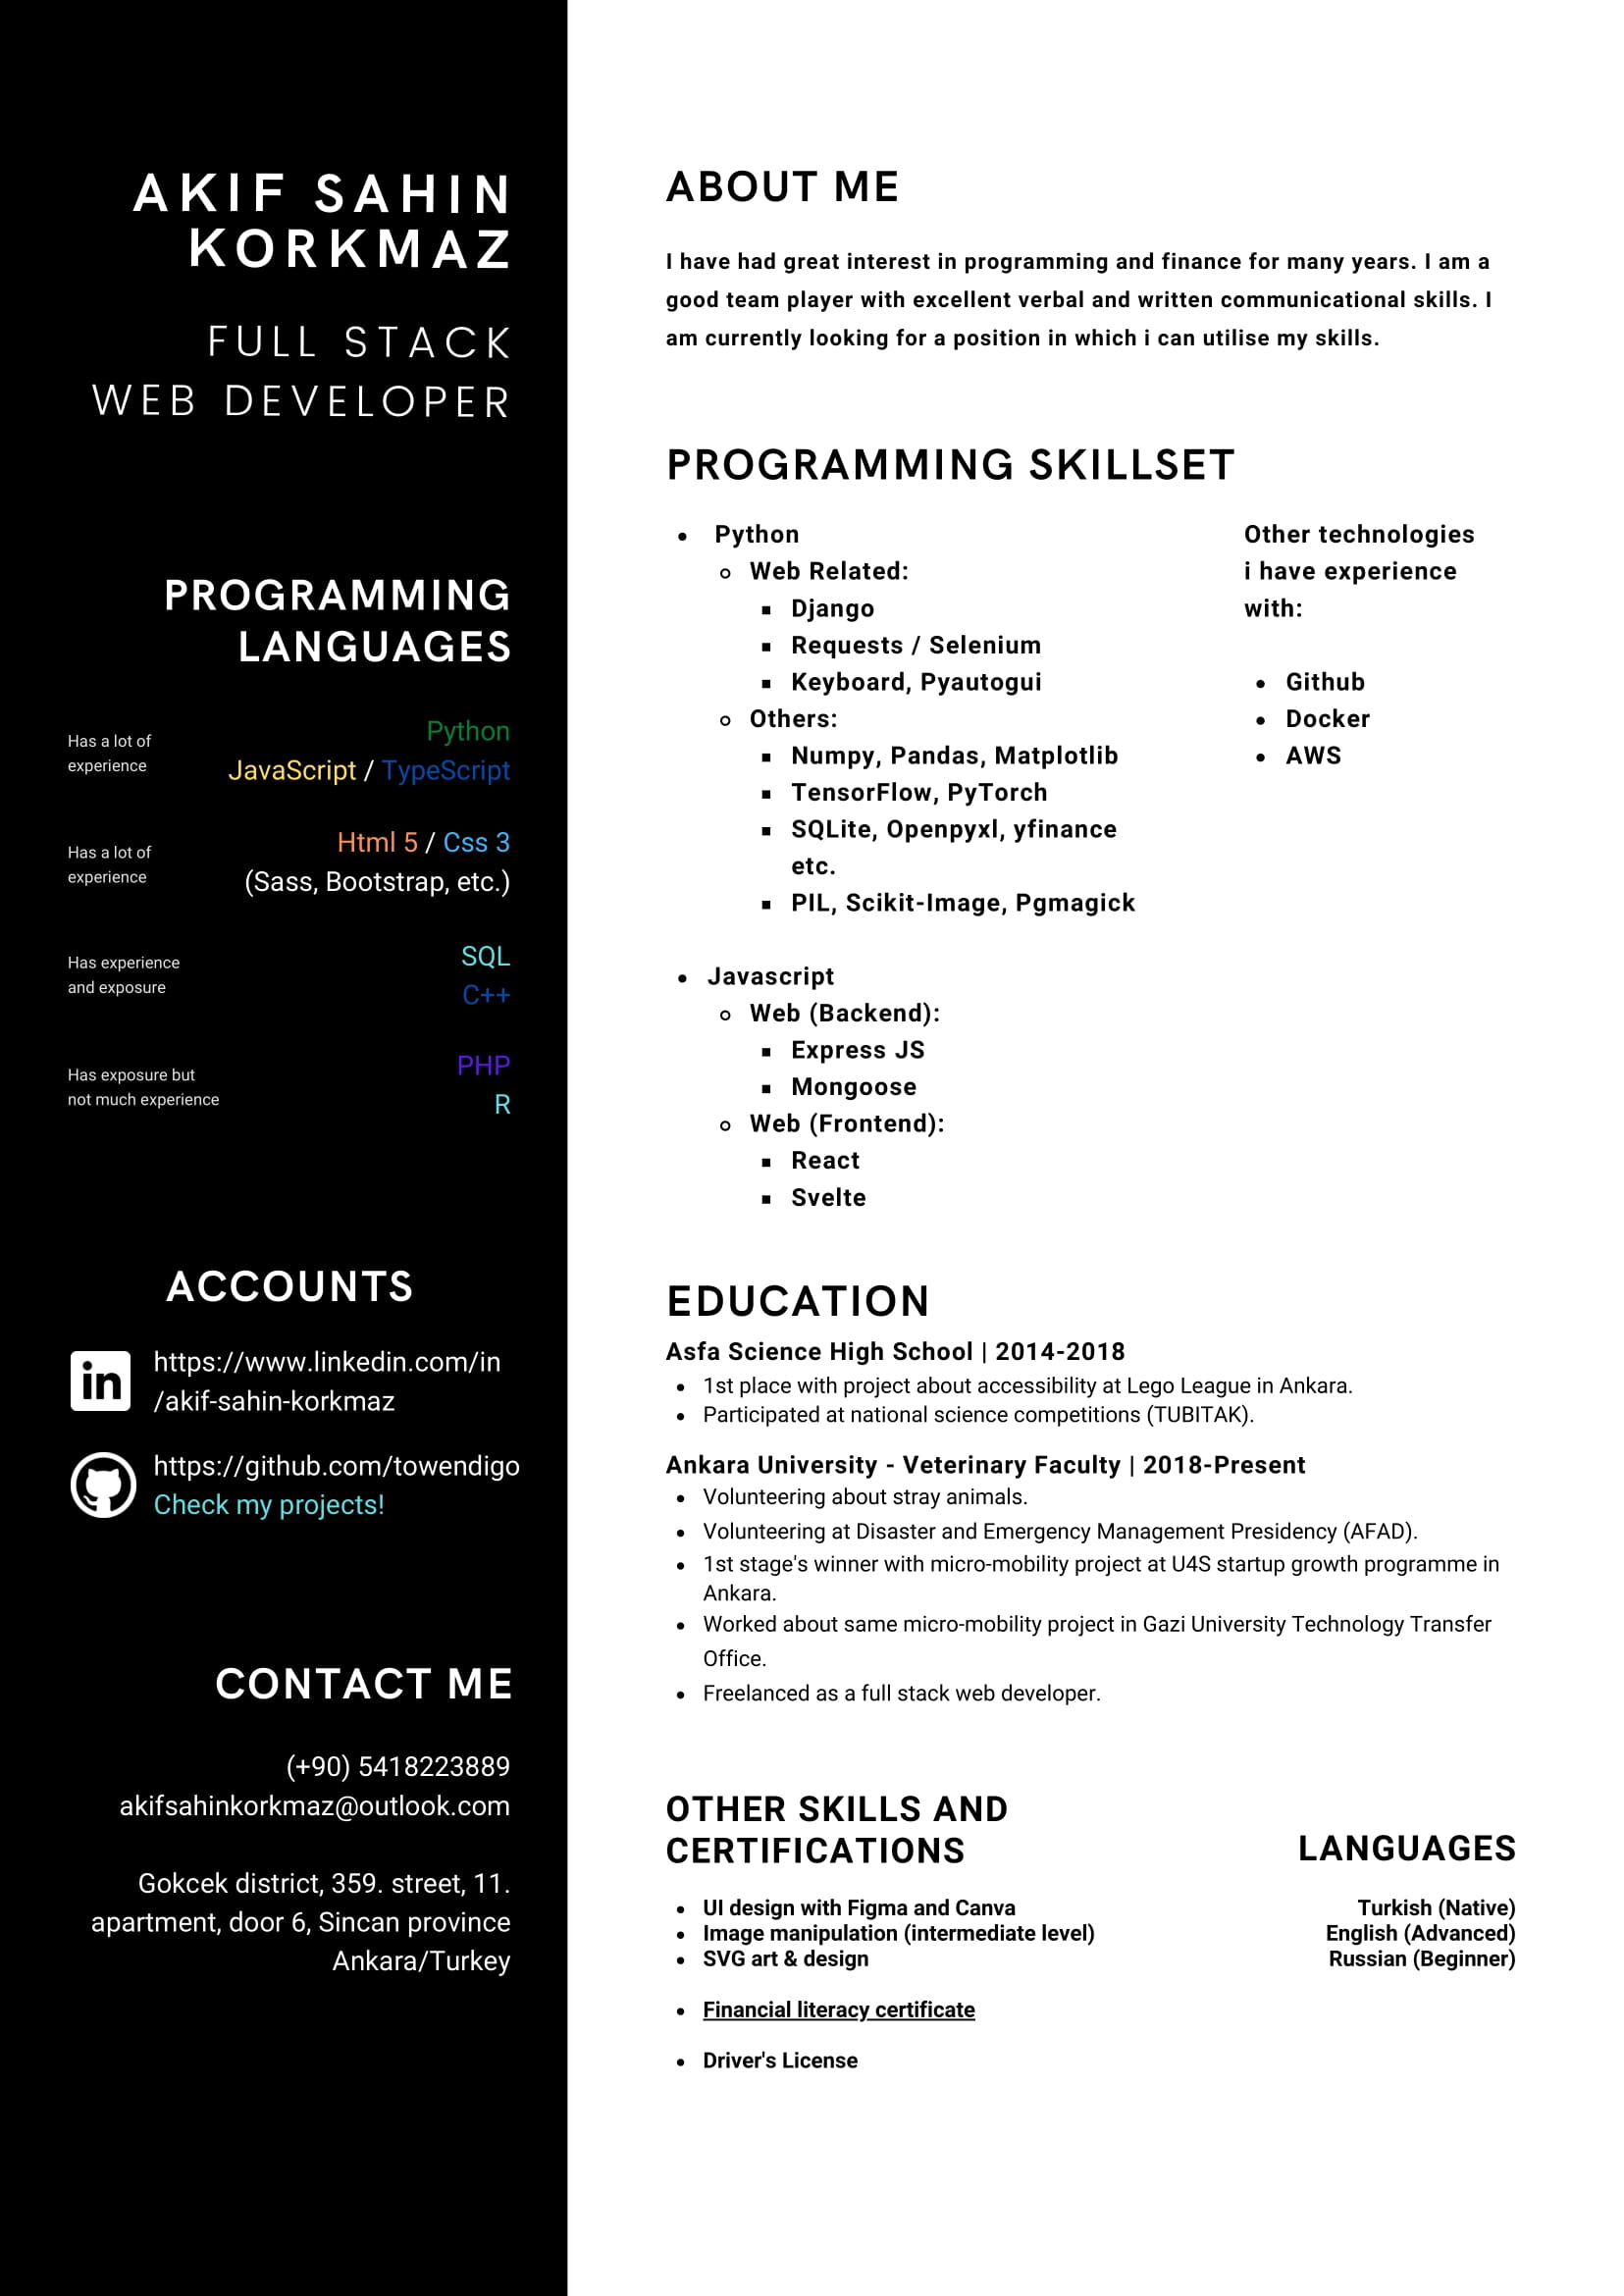 AKIF SAHIN
KORKMAZ
FULL STACK
WEB DEVELOPER
PROGRAMMING
LANGUAGES
Has a lot of
experience
Python
JavaScript / TypeScript
Has a lot of
experience
Html 5 / Css 3
(Sass, Bootstrap, etc.)
Has experience
and exposure
SQL
C++
Has exposure but
not much experience
PHP
R
ACCOUNTS
in
https://www.linkedin.com/in
/akif-sahin-korkmaz
https://github.com/towendigo
Check my projects!
CONTACT ME
(+90) 5418223889
akifsahinkorkmaz@outlook.com
Gokcek district, 359. street, 11.
apartment, door 6, Sincan province
Ankara/Turkey
ABOUT ME
I have had great interest in programming and finance for many years. I am a
good team player with excellent verbal and written communicational skills. I
am currently looking for a position in which i can utilise my skills.
PROGRAMMING SKILLSET
• Python
◦ Web Related:
▪ Django
▪ Requests / Selenium
▪ Keyboard, Pyautogui
◦ Others:
▪ Numpy, Pandas, Matplotlib
▪ TensorFlow, PyTorch
▪ SQLite, Openpyxl, yfinance
etc.
▪ PIL, Scikit-Image, Pgmagick
• Javascript
◦ Web (Backend):
▪ Express JS
▪ Mongoose
◦ Web (Frontend):
▪ React
▪ Svelte
Other technologies
i have experience
with:
• Github
• Docker
• AWS
EDUCATION
Asfa Science High School | 2014-2018
• 1st place with project about accessibility at Lego League in Ankara.
• Participated at national science competitions (TUBITAK).
Ankara University - Veterinary Faculty | 2018-Present
• Volunteering about stray animals.
• Volunteering at Disaster and Emergency Management Presidency (AFAD).
• 1st stage's winner with micro-mobility project at U4S startup growth programme in
Ankara.
• Worked about same micro-mobility project in Gazi University Technology Transfer
Office.
• Freelanced as a full stack web developer.
OTHER SKILLS AND
CERTIFICATIONS
• UI design with Figma and Canva
• Image manipulation (intermediate level)
• SVG art & design
• Financial literacy certificate
• Driver's License
LANGUAGES
Turkish (Native)
English (Advanced)
Russian (Beginner)